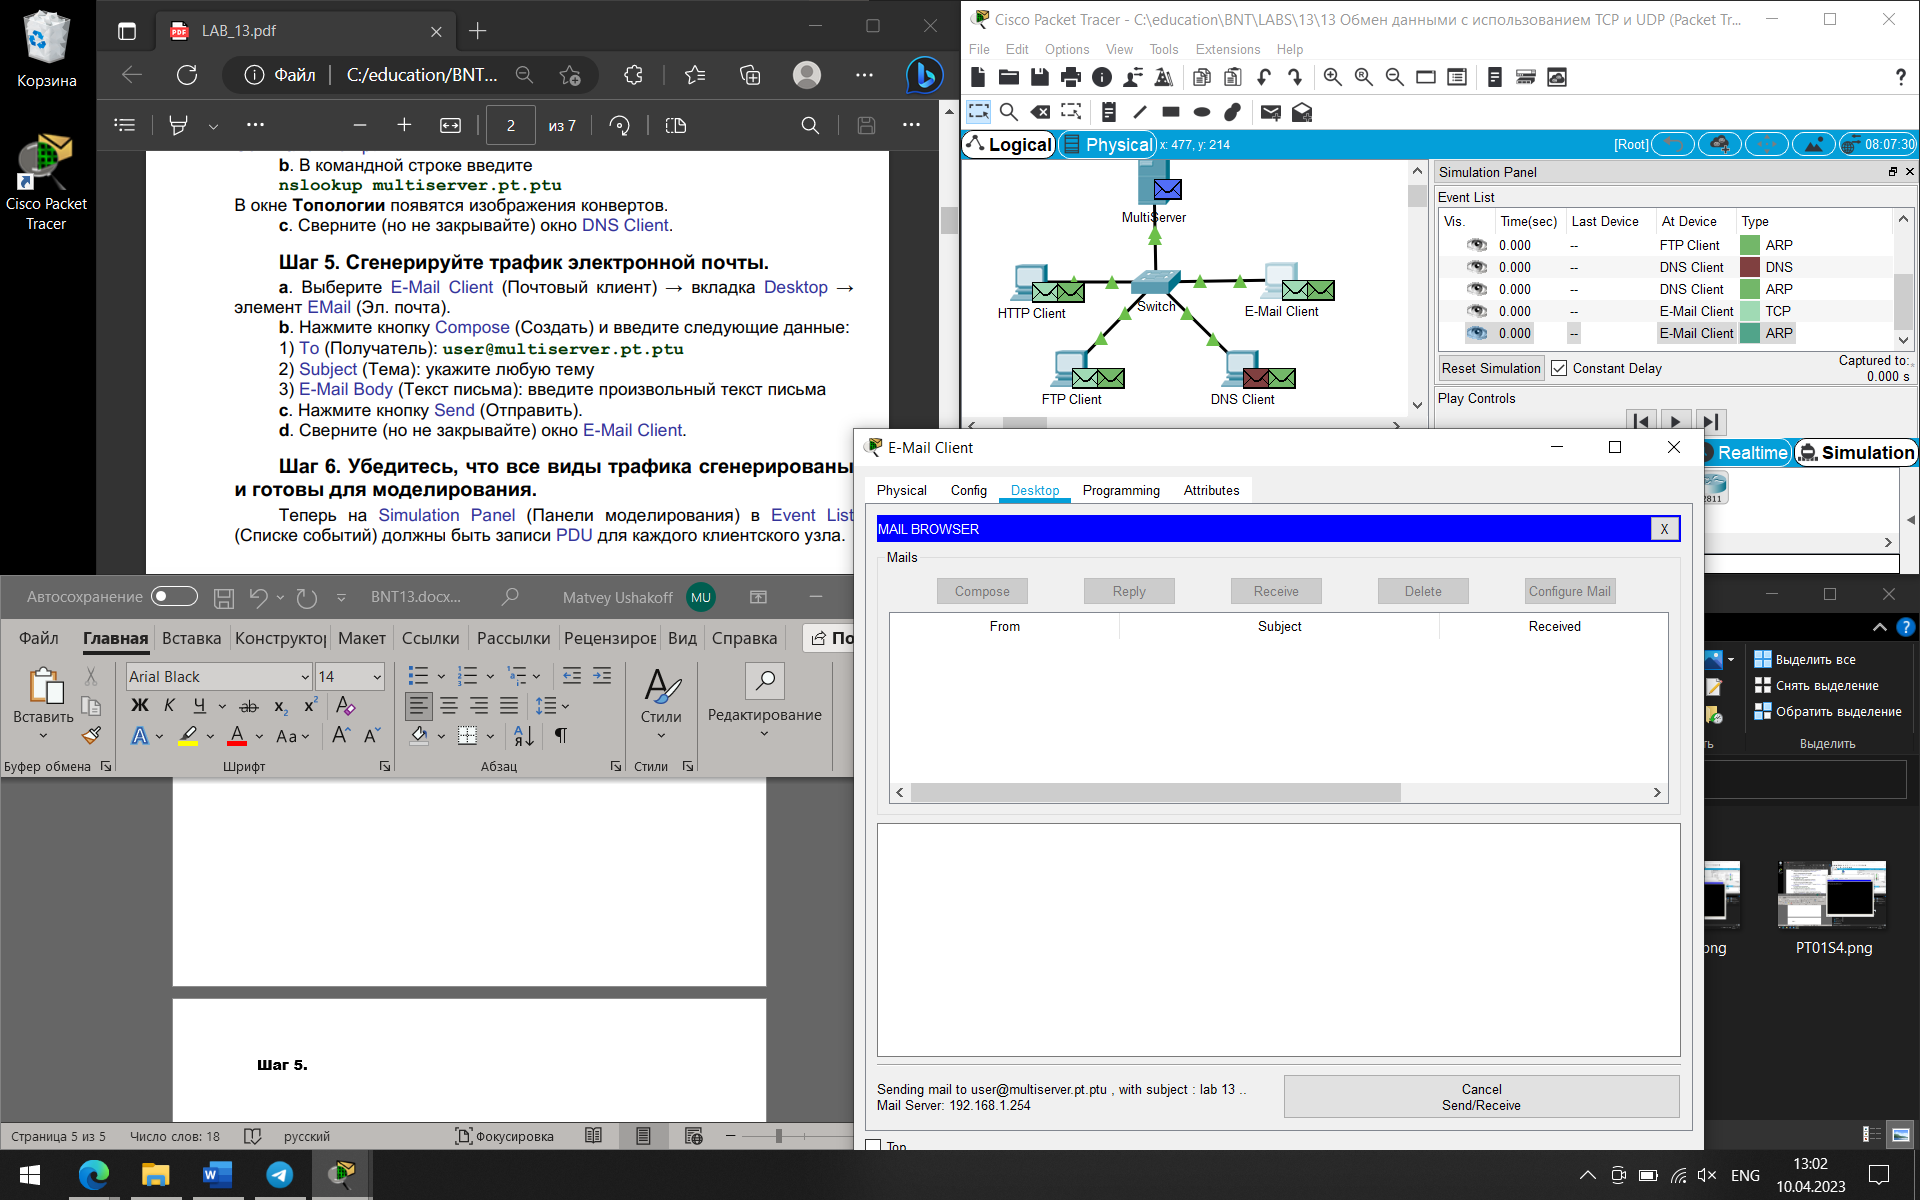 Корзина
Cisco Packet
Tracer
LAB_13.pdf
Файл
C:/education/BNT...
2
из 7
b. В командной строке введите
nslookup multiserver.pt.ptu
В окне Топологии появятся изображения конвертов.
c. Сверните (но не закрывайте) окно DNS Client.
Шаг 5. Сгенерируйте трафик электронной почты.
a. Выберите E-Mail Client (Почтовый клиент) → вкладка Desktop →
элемент EMail (Эл. почта).
b. Нажмите кнопку Compose (Создать) и введите следующие данные:
1) To (Получатель): user@multiserver.pt.ptu
2) Subject (Тема): укажите любую тему
3) E-Mail Body (Текст письма): введите произвольный текст письма
c. Нажмите кнопку Send (Отправить).
d. Сверните (но не закрывайте) окно E-Mail Client.
Шаг 6. Убедитесь, что все виды трафика сгенерированы
и готовы для моделирования.
Теперь на Simulation Panel (Панели моделирования) в Event List
(Списке событий) должны быть записи PDU для каждого клиентского узла.
Cisco Packet Tracer - C:\education\BNT\LABS\13\13 Обмен данными с использованием TCP и UDP (Packet Tr...
File Edit Options View Tools Extensions Help
?
Logical
Physical
x: 477, y: 214
[Root]
08:07:30
MultiServer
HTTP Client
Switch
E-Mail Client
FTP Client
DNS Client
Simulation Panel
Event List
Vis. Time(sec) Last Device At Device Type
0.000 -- FTP Client ARP
0.000 -- DNS Client DNS
0.000 -- DNS Client ARP
0.000 -- E-Mail Client TCP
0.000 -- E-Mail Client ARP
Reset Simulation
Constant Delay
Captured to:
0.000 s
Play Controls
Realtime
Simulation
2811
E-Mail Client
Physical Config Desktop Programming Attributes
MAIL BROWSER
X
Mails
Compose Reply Receive Delete Configure Mail
From Subject Received
Sending mail to user@multiserver.pt.ptu , with subject : lab 13 ..
Mail Server: 192.168.1.254
Cancel
Send/Receive
Top
Автосохранение
BNT13.docx...
Matvey Ushakoff
MU
Файл Главная Вставка Конструктор Макет Ссылки Рассылки Рецензиров Вид Справка По
Вставить
Arial Black
14
Ж К Ч ab x₂ x²
А А Aa A A
Стили
Редактирование
Буфер обмена
Шрифт
Абзац
Стили
Шаг 5.
Страница 5 из 5
Число слов: 18
русский
Фокусировка
?
Выделить все
Снять выделение
Обратить выделение
ть
Выделить
png
PT01S4.png
ENG
13:02
10.04.2023